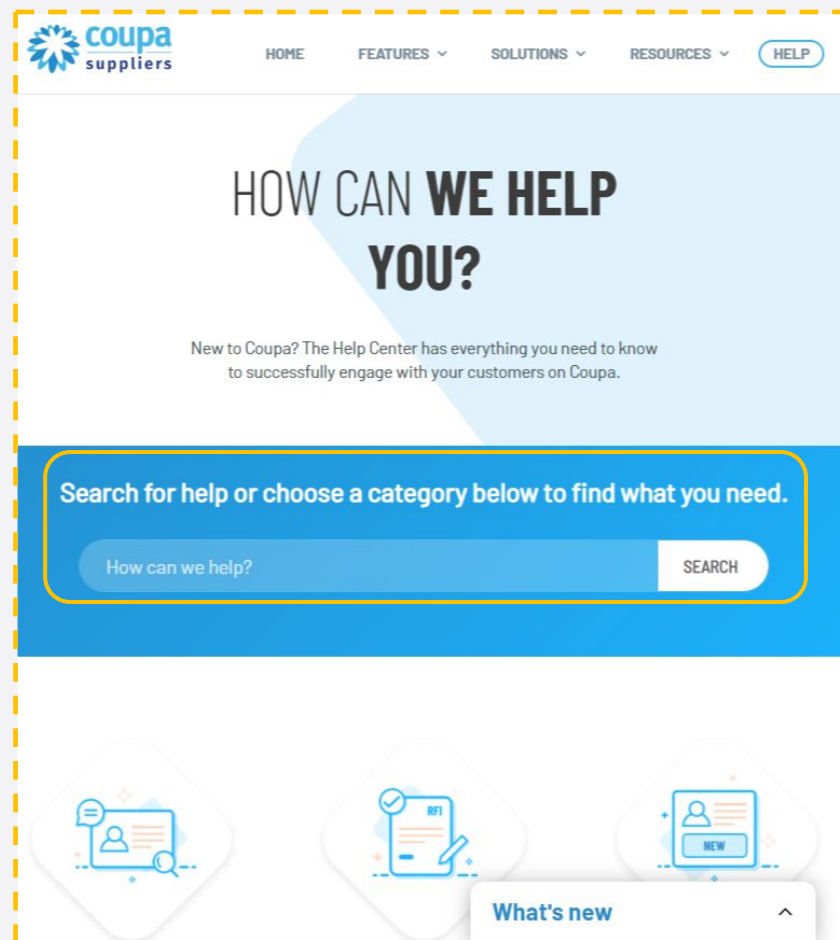 coupa
suppliers
HOME FEATURES SOLUTIONS RESOURCES HELP
HOW CAN WE HELP
YOU?
New to Coupa? The Help Center has everything you need to know
to successfully engage with your customers on Coupa.
Search for help or choose a category below to find what you need.
How can we help? SEARCH
RFI
NEW
What's new